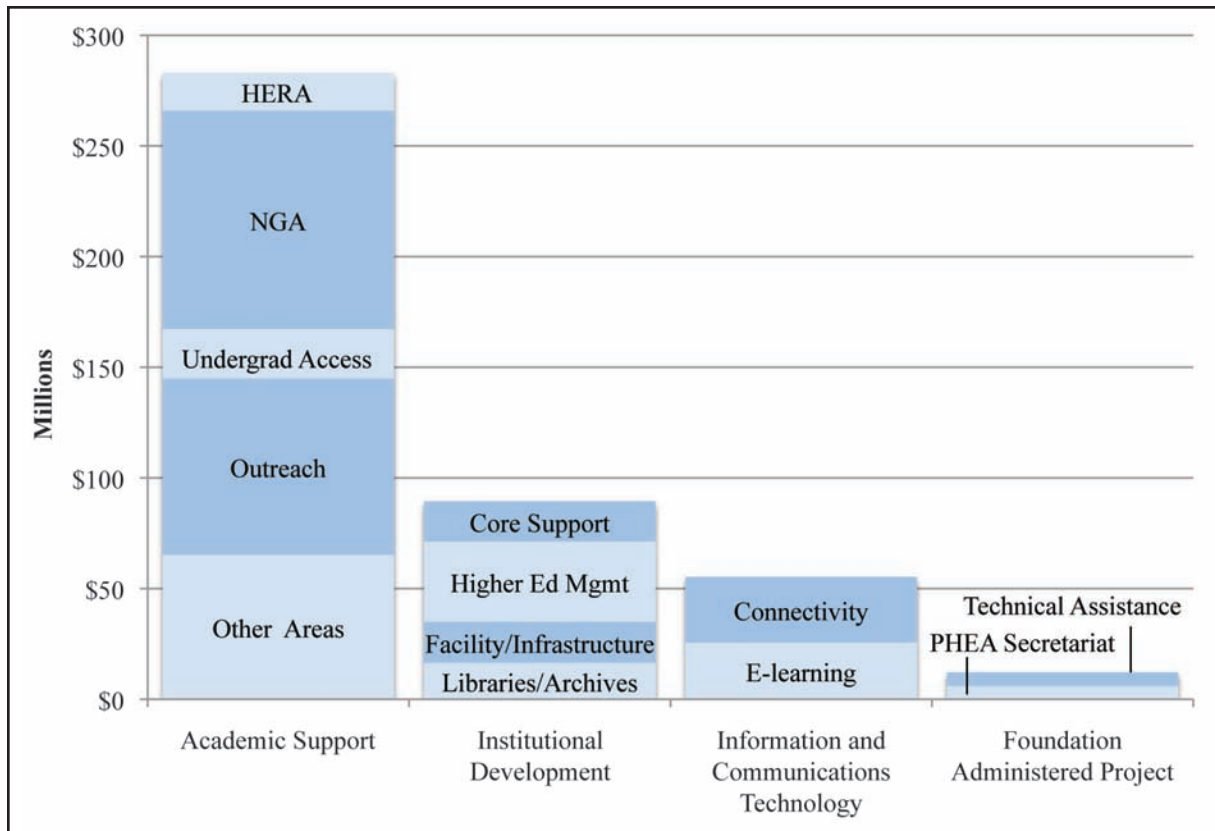 $300
$250
$200
$150
$100
$50
$0
Millions
HERA
NGA
Undergrad Access
Outreach
Other Areas
Core Support
Higher Ed Mgmt
Facility/Infrastructure
Libraries/Archives
Connectivity
E-learning
Technical Assistance
PHEA Secretariat
Academic Support
Institutional
Development
Information and
Communications
Technology
Foundation
Administered Project